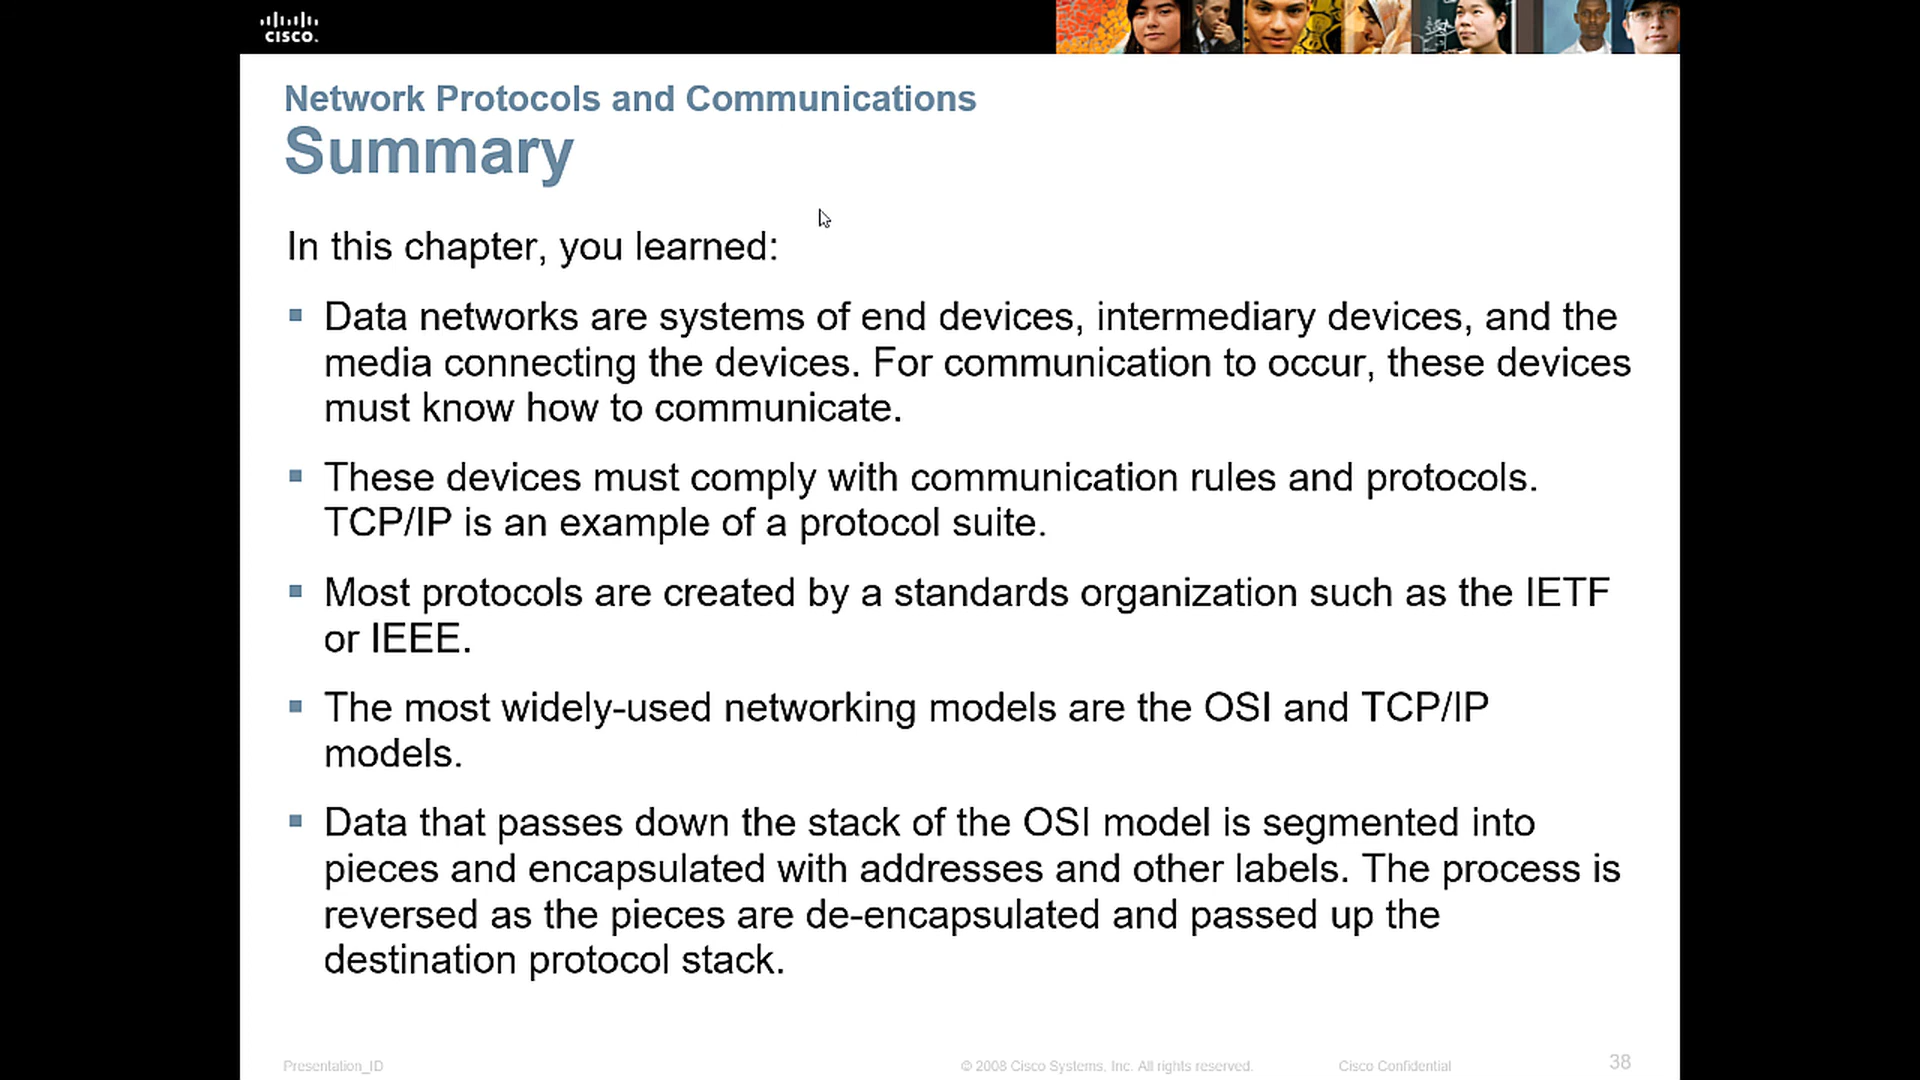 CISCO.
Network Protocols and Communications
Summary
In this chapter, you learned:
Data networks are systems of end devices, intermediary devices, and the
media connecting the devices. For communication to occur, these devices
must know how to communicate.
These devices must comply with communication rules and protocols.
TCP/IP is an example of a protocol suite.
Most protocols are created by a standards organization such as the IETF
or IEEE.
The most widely-used networking models are the OSI and TCP/IP
models.
Data that passes down the stack of the OSI model is segmented into
pieces and encapsulated with addresses and other labels. The process is
reversed as the pieces are de-encapsulated and passed up the
destination protocol stack.
Presentation_ID
© 2008 Cisco Systems, Inc. All rights reserved.
Cisco Confidential
38